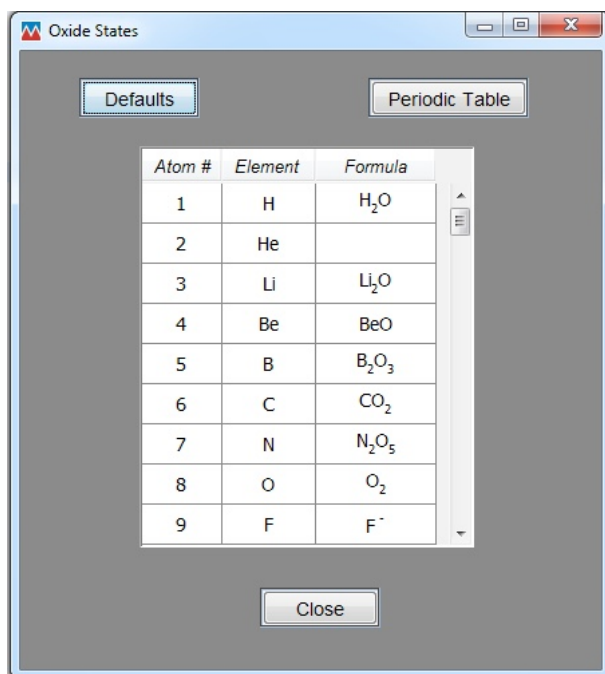 Oxide States
Defaults Periodic Table
Atom # Element Formula
1 H H₂O
2 He
3 Li Li₂O
4 Be BeO
5 B B₂O₃
6 C CO₂
7 N N₂O₅
8 O O₂
9 F F⁻
Close